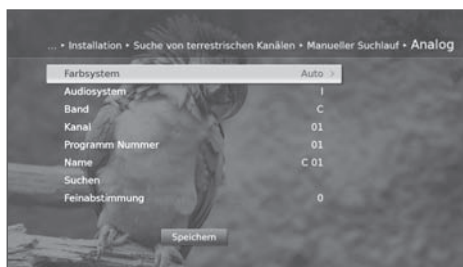 ... ‣ Installation ‣ Suche von terrestrischen Kanälen ‣ Manueller Suchlauf ‣ Analog
Farbsystem Auto >
Audiosystem I
Band C
Kanal 01
Programm Nummer 01
Name C 01
Suchen
Feinabstimmung 0
Speichern